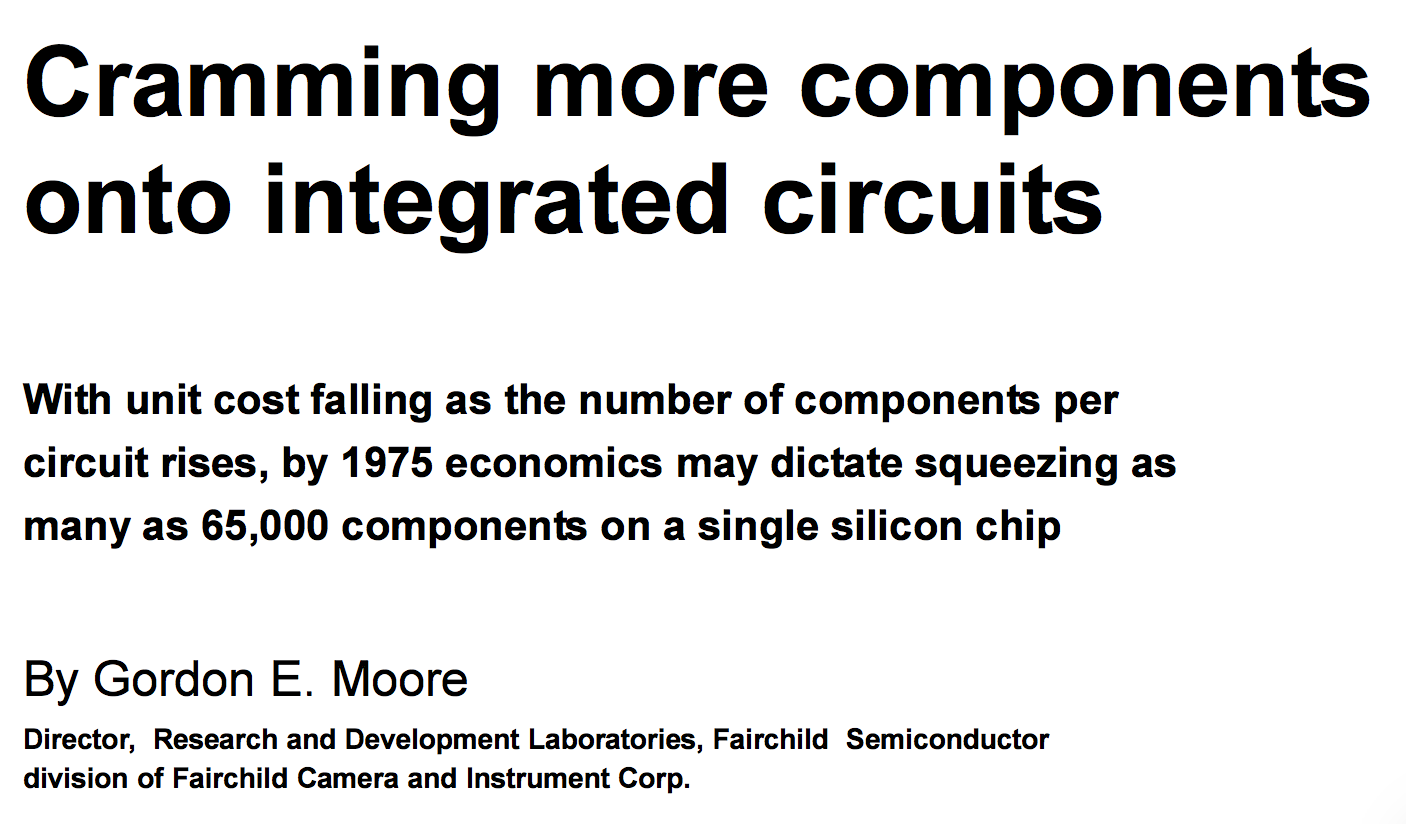 Cramming more components
onto integrated circuits
With unit cost falling as the number of components per
circuit rises, by 1975 economics may dictate squeezing as
many as 65,000 components on a single silicon chip
By Gordon E. Moore
Director,  Research and Development Laboratories, Fairchild  Semiconductor
division of Fairchild Camera and Instrument Corp.